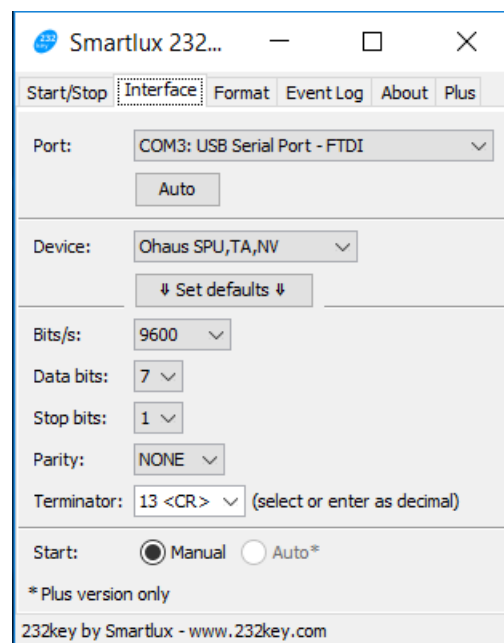 232 key Smartlux 232...
Start/Stop Interface Format Event Log About Plus
Port: COM3: USB Serial Port - FTDI
Auto
Device: Ohaus SPU,TA,NV
⇓ Set defaults ⇓
Bits/s: 9600
Data bits: 7
Stop bits: 1
Parity: NONE
Terminator: 13 <CR> (select or enter as decimal)
Start: Manual Auto*
* Plus version only
232key by Smartlux - www.232key.com